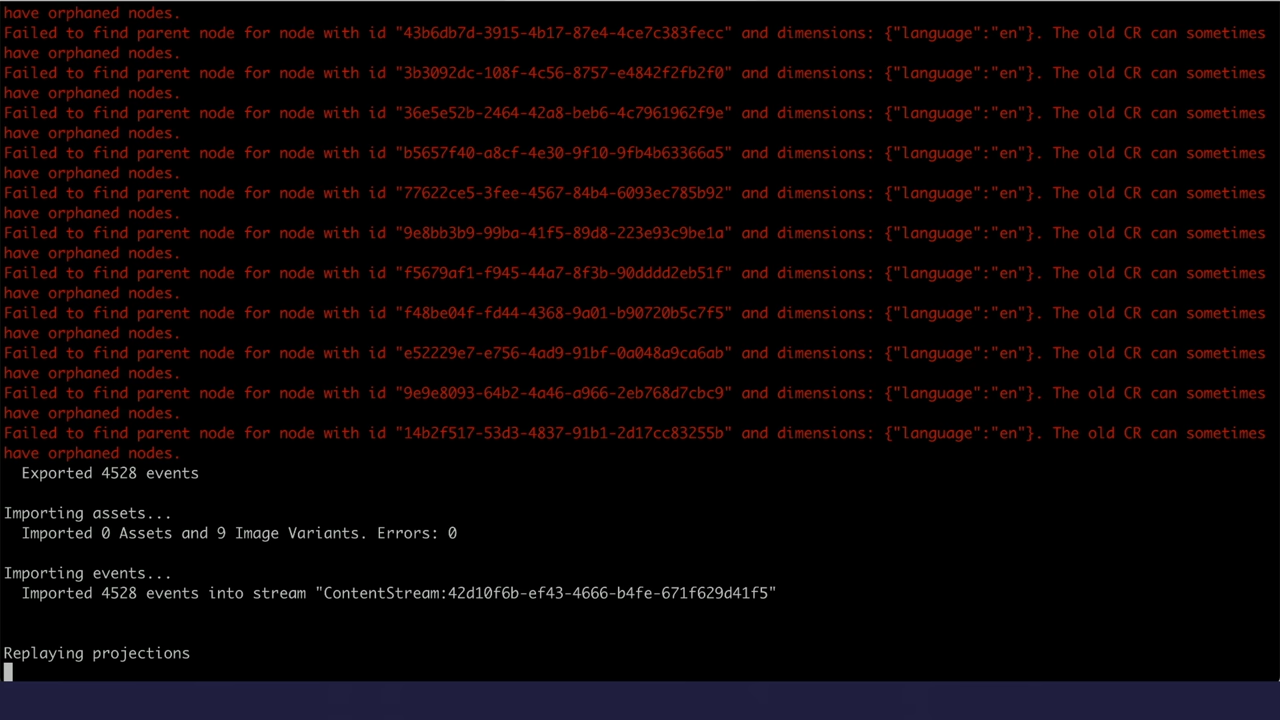 have orphaned nodes.
Failed to find parent node for node with id "43b6db7d-3915-4b17-87e4-4ce7c383fecc" and dimensions: {"language":"en"}. The old CR can sometimes
have orphaned nodes.
Failed to find parent node for node with id "3b3092dc-108f-4c56-8757-e4842f2fb2f0" and dimensions: {"language":"en"}. The old CR can sometimes
have orphaned nodes.
Failed to find parent node for node with id "36e5e52b-2464-42a8-beb6-4c7961962f9e" and dimensions: {"language":"en"}. The old CR can sometimes
have orphaned nodes.
Failed to find parent node for node with id "b5657f40-a8cf-4e30-9f10-9fb4b63366a5" and dimensions: {"language":"en"}. The old CR can sometimes
have orphaned nodes.
Failed to find parent node for node with id "77622ce5-3fee-4567-84b4-6093ec785b92" and dimensions: {"language":"en"}. The old CR can sometimes
have orphaned nodes.
Failed to find parent node for node with id "9e8bb3b9-99ba-41f5-89d8-223e93c9be1a" and dimensions: {"language":"en"}. The old CR can sometimes
have orphaned nodes.
Failed to find parent node for node with id "f5679af1-f945-44a7-8f3b-90dddd2eb51f" and dimensions: {"language":"en"}. The old CR can sometimes
have orphaned nodes.
Failed to find parent node for node with id "f48be04f-fd44-4368-9a01-b90720b5c7f5" and dimensions: {"language":"en"}. The old CR can sometimes
have orphaned nodes.
Failed to find parent node for node with id "e52229e7-e756-4ad9-91bf-0a048a9ca6ab" and dimensions: {"language":"en"}. The old CR can sometimes
have orphaned nodes.
Failed to find parent node for node with id "9e9e8093-64b2-4a46-a966-2eb768d7cbc9" and dimensions: {"language":"en"}. The old CR can sometimes
have orphaned nodes.
Failed to find parent node for node with id "14b2f517-53d3-4837-91b1-2d17cc83255b" and dimensions: {"language":"en"}. The old CR can sometimes
have orphaned nodes.
Exported 4528 events
Importing assets...
Imported 0 Assets and 9 Image Variants. Errors: 0
Importing events...
Imported 4528 events into stream "ContentStream:42d10f6b-ef43-4666-b4fe-671f629d41f5"
Replaying projections